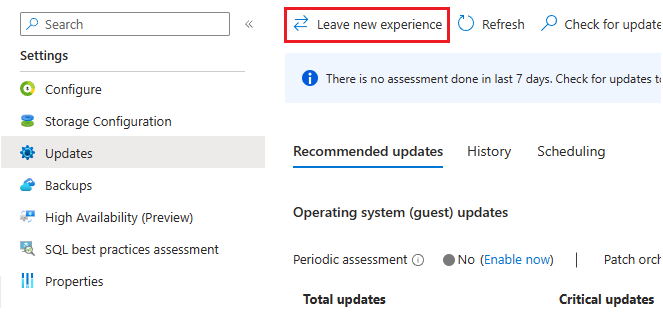 Search
Settings
Configure
Storage Configuration
Updates
Backups
High Availability (Preview)
SQL best practices assessment
Properties
Leave new experience Refresh Check for update
There is no assessment done in last 7 days. Check for updates to
Recommended updates History Scheduling
Operating system (guest) updates
Periodic assessment No (Enable now) | Patch orch
Total updates Critical updates